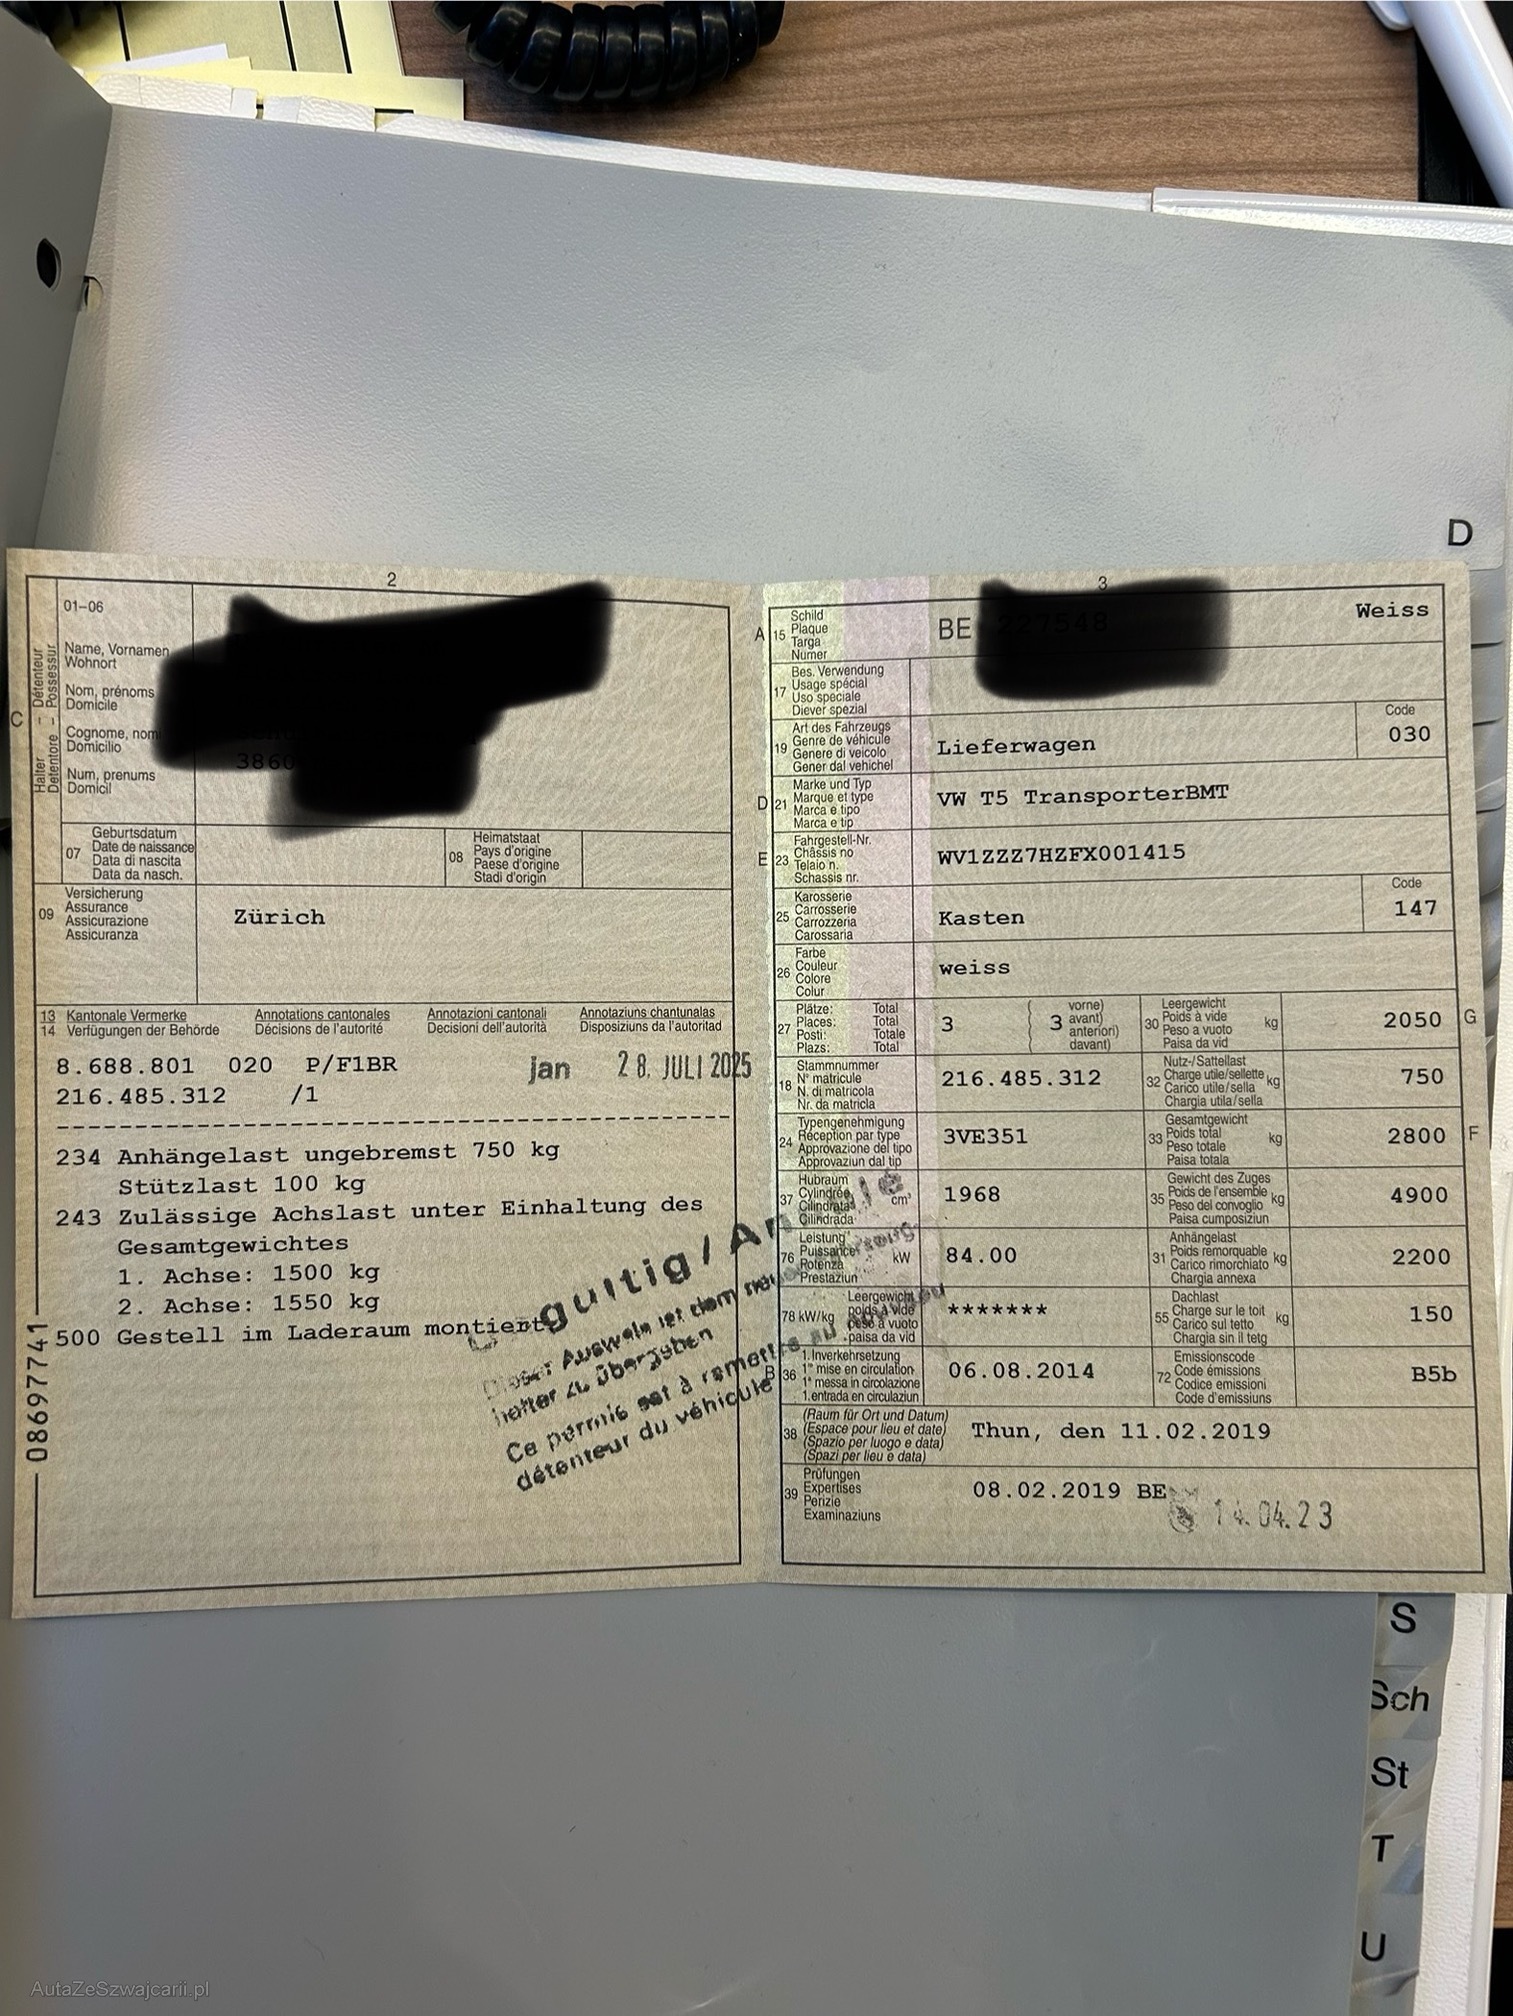 D
2
01–06
Halter – Détenteur
Detentore – Possessur
Name, Vornamen
Wohnort
Nom, prénoms
Domicile
C
Cognome, nom
Domicilio
Num, prenums
Domicil
07
Geburtsdatum
Date de naissance
Data di nascita
Data da nasch.
08
Heimatstaat
Pays d'origine
Paese d'origine
Stadi d'origin
09
Versicherung
Assurance
Assicurazione
Assicuranza
Zürich
13 Kantonale Vermerke Annotations cantonales Annotazioni cantonali Annotaziuns chantunalas
14 Verfügungen der Behörde Décisions de l'autorité Decisioni dell'autorità Disposiziuns da l'autoritad
8.688.801 020 P/F1BR jan 28. JULI 2025
216.485.312 /1
234 Anhängelast ungebremst 750 kg
Stützlast 100 kg
243 Zulässige Achslast unter Einhaltung des
Gesamtgewichtes
1. Achse: 1500 kg
2. Achse: 1550 kg
500 Gestell im Laderaum montiert
08697741
Ausweis ist dem
halter zu übergeben
Ce permis est à remettre au
détenteur du véhicule
3
A 15
Schild
Plaque
Targa
Numer
BE
Weiss
17
Bes. Verwendung
Usage spécial
Uso speciale
Diever spezial
19
Art des Fahrzeugs
Genre de véhicule
Genere di veicolo
Gener dal vehichel
Lieferwagen
Code
030
D 21
Marke und Typ
Marque et type
Marca e tipo
Marca e tip
VW T5 TransporterBMT
E 23
Fahrgestell-Nr.
Châssis no
Telaio n.
Schassis nr.
WV1ZZZ7HZFX001415
25
Karosserie
Carrosserie
Carrozzeria
Carossaria
Kasten
Code
147
26
Farbe
Couleur
Colore
Colur
weiss
27
Plätze: Total
Places: Total
Posti: Totale
Plazs: Total
3
3
vorne)
avant)
anteriori)
davant)
30
Leergewicht
Poids à vide
Peso a vuoto
Paisa da vid
kg
2050
G
18
Stammnummer
N° matricule
N. di matricola
Nr. da matricla
216.485.312
32
Nutz-/Sattellast
Charge utile/sellette
Carico utile/sella
Chargia utila/sella
kg
750
24
Typengenehmigung
Réception par type
Approvazione del tipo
Approvaziun dal tip
3VE351
33
Gesamtgewicht
Poids total
Peso totale
Paisa totala
kg
2800
F
37
Hubraum
Cylindrée
Cilindrata
Cilindrada
cm³
1968
35
Gewicht des Zuges
Poids de l'ensemble
Peso del convoglio
Paisa cumposiziun
kg
4900
76
Leistung
Puissance
Potenza
Prestaziun
kW
84.00
31
Anhängelast
Poids remorquable
Carico rimorchiato
Chargia annexa
kg
2200
78 kW/kg
Leergewicht
poids à vide
peso a vuoto
paisa da vid
*******
55
Dachlast
Charge sur le toit
Carico sul tetto
Chargia sin il tetg
kg
150
B 36
1. Inverkehrsetzung
1re mise en circulation
1a messa in circolazione
1. entrada en circulaziun
06.08.2014
72
Emissionscode
Code émissions
Codice emissioni
Code d'emissiuns
B5b
38
(Raum für Ort und Datum)
(Espace pour lieu et date)
(Spazio per luogo e data)
(Spazi per lieu e data)
Thun, den 11.02.2019
39
Prüfungen
Expertises
Perizie
Examinaziuns
08.02.2019 BE
14.04.23
S
Sch
St
T
U
AutaZeSzwajcarii.pl